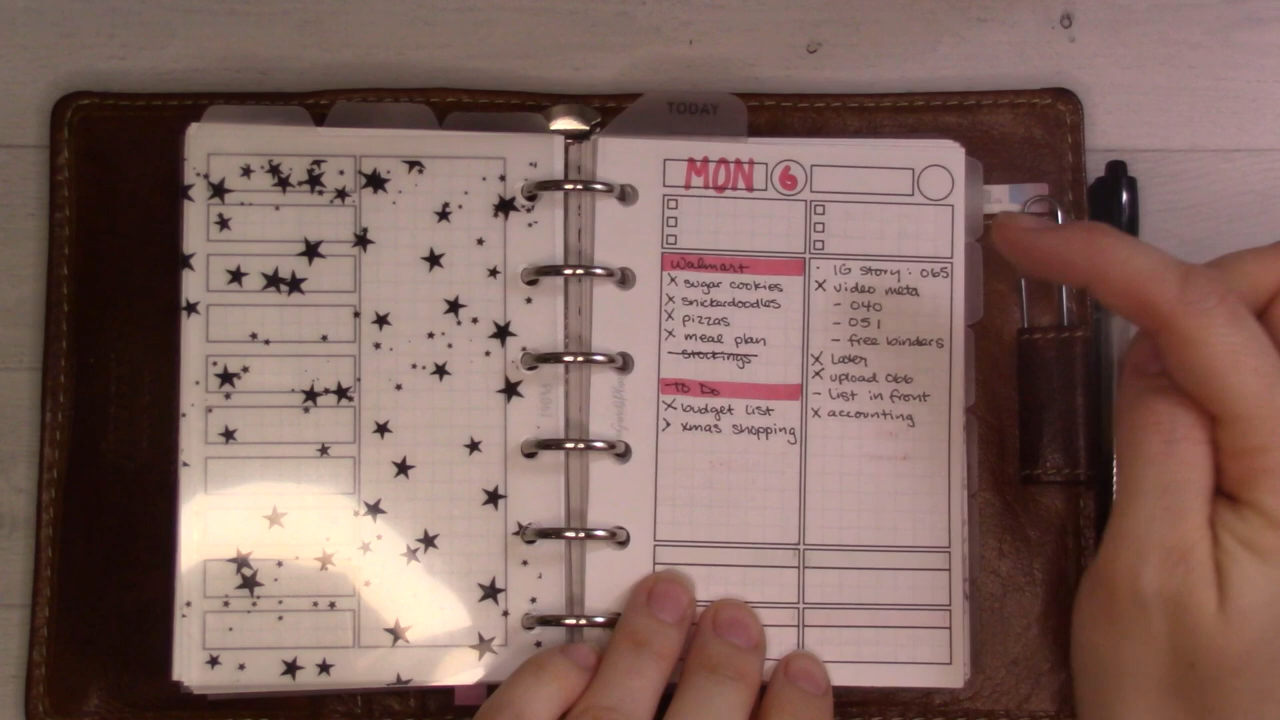 TODAY
MON 6
Walmart
x sugar cookies
x snickerdoodles
x pizzas
x meal plan
stockings
To Do
x budget list
> xmas shopping
· IG story : 065
x video meta
- 040
- 051
- free binders
x
x upload 066
- list in front
x accounting